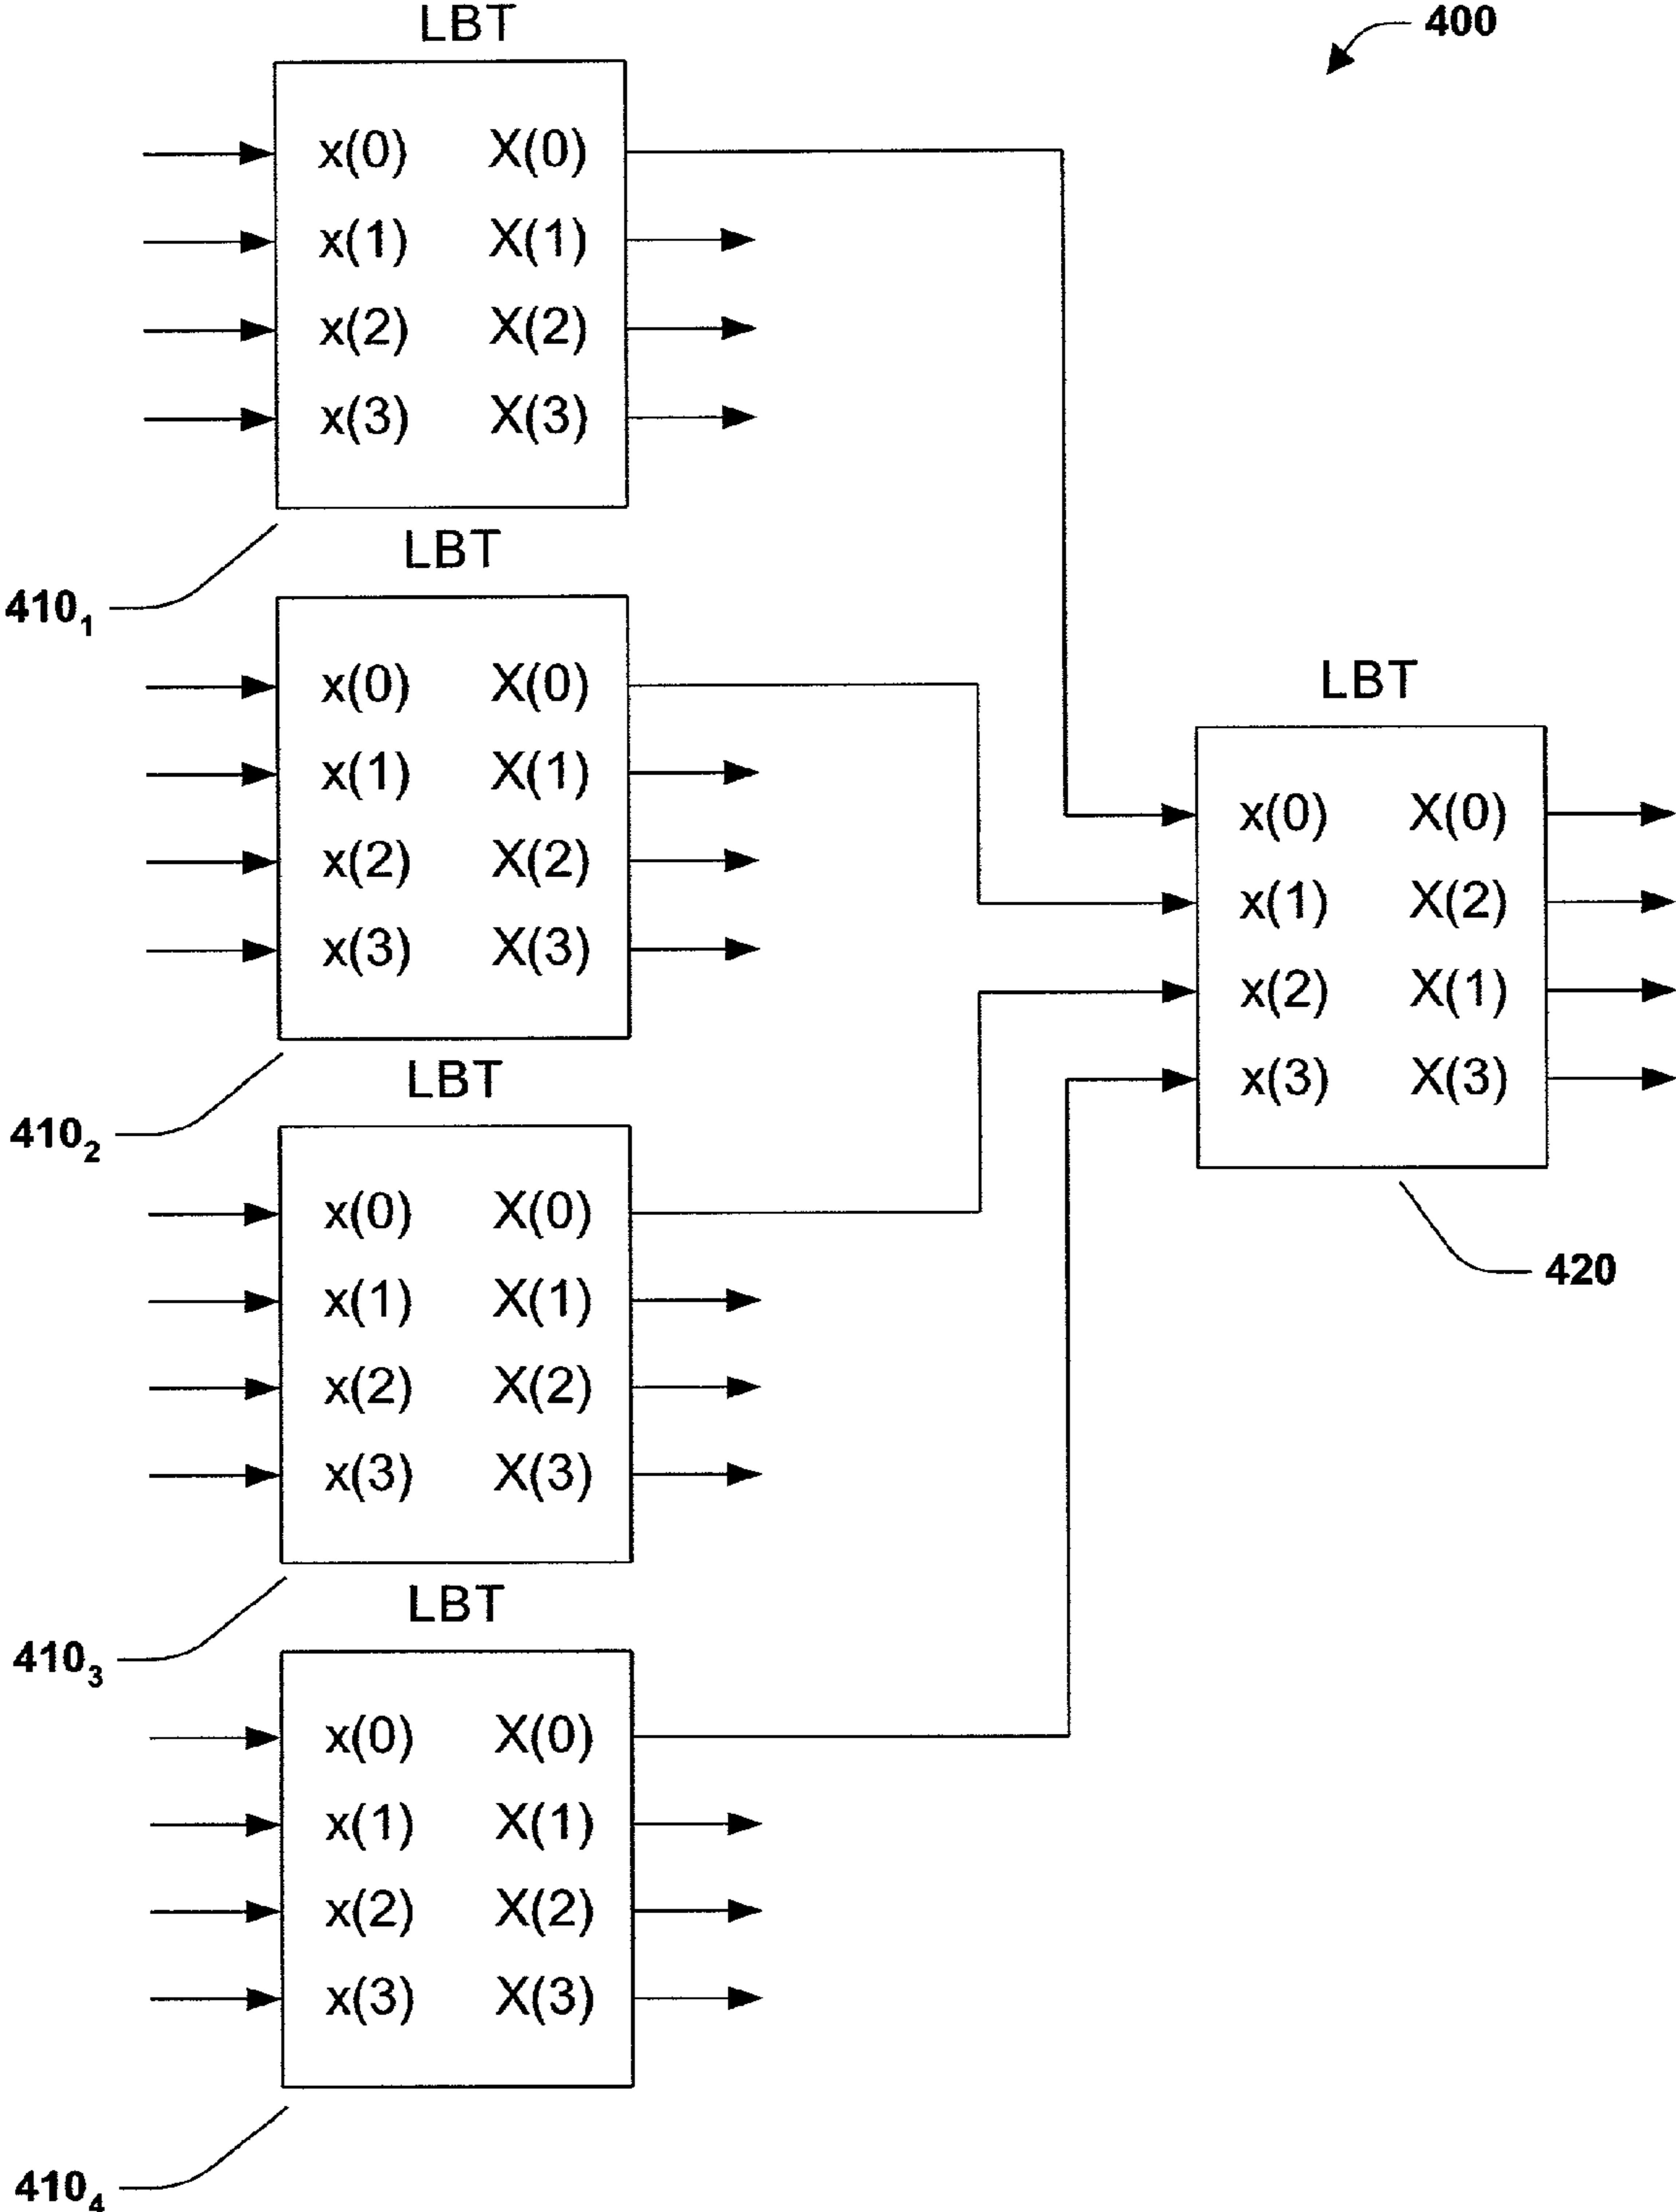 400
LBT
x(0) X(0)
x(1) X(1)
x(2) X(2)
x(3) X(3)
410₁
LBT
x(0) X(0)
x(1) X(1)
x(2) X(2)
x(3) X(3)
410₂
LBT
x(0) X(0)
x(1) X(1)
x(2) X(2)
x(3) X(3)
410₃
LBT
x(0) X(0)
x(1) X(1)
x(2) X(2)
x(3) X(3)
410₄
LBT
x(0) X(0)
x(1) X(2)
x(2) X(1)
x(3) X(3)
420